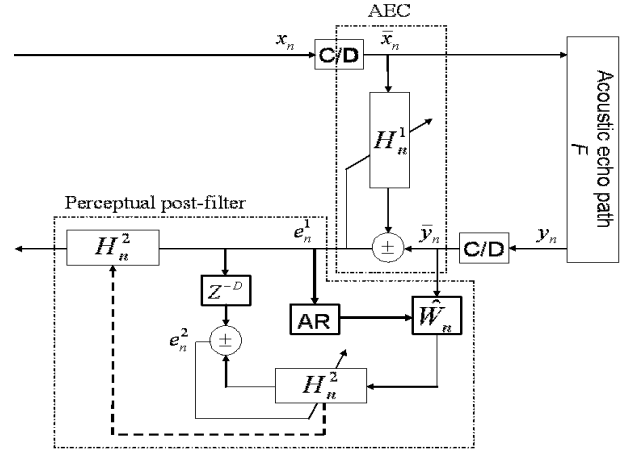 AEC
x_n
C/D
x̄_n
H_n^1
Acoustic echo path
F
Perceptual post-filter
e_n^1
ȳ_n
y_n
H_n^2
±
C/D
Z^{-D}
AR
Ŵ_n
e_n^2
±
H_n^2